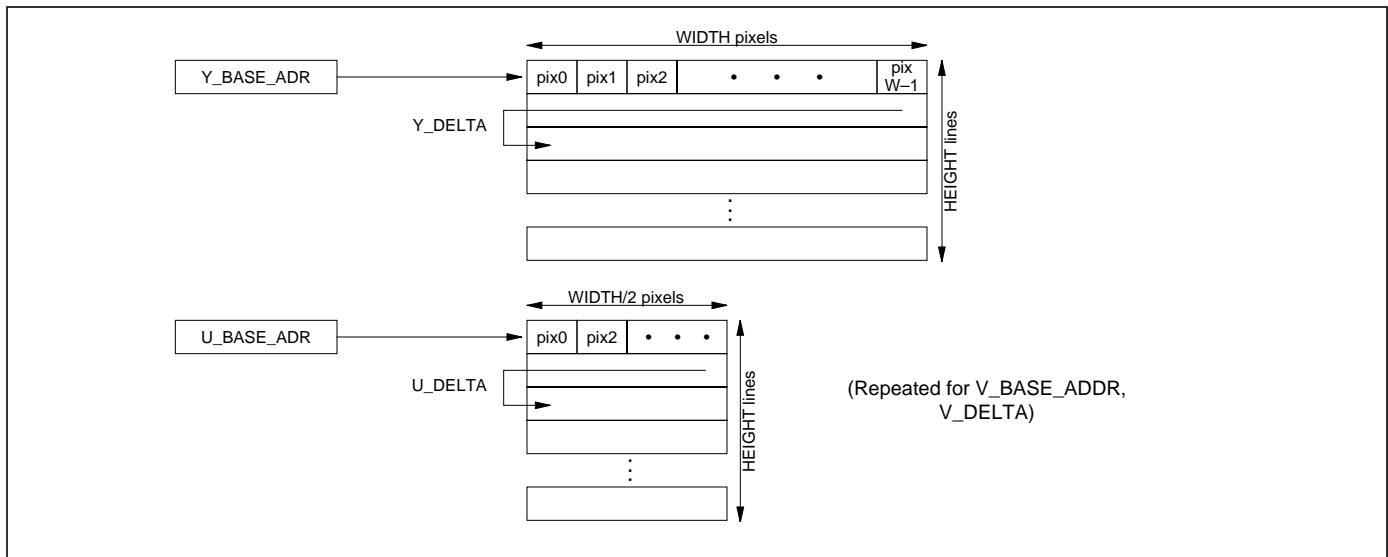 WIDTH pixels
Y_BASE_ADR
pix0 pix1 pix2 • • • pix
W–1
Y_DELTA
HEIGHT lines
WIDTH/2 pixels
U_BASE_ADR
pix0 pix2 • • •
U_DELTA
HEIGHT lines
(Repeated for V_BASE_ADDR,
V_DELTA)